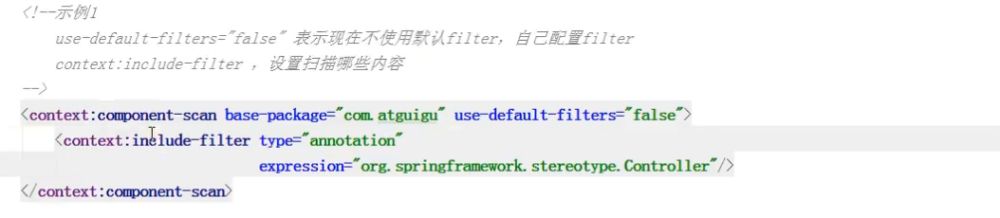 <!--示例1
use-default-filters="false" 表示现在不使用默认filter，自己配置filter
context:include-filter ，设置扫描哪些内容
-->
<context:component-scan base-package="com.atguigu" use-default-filters="false">
<context:include-filter type="annotation"
expression="org.springframework.stereotype.Controller"/>
</context:component-scan>